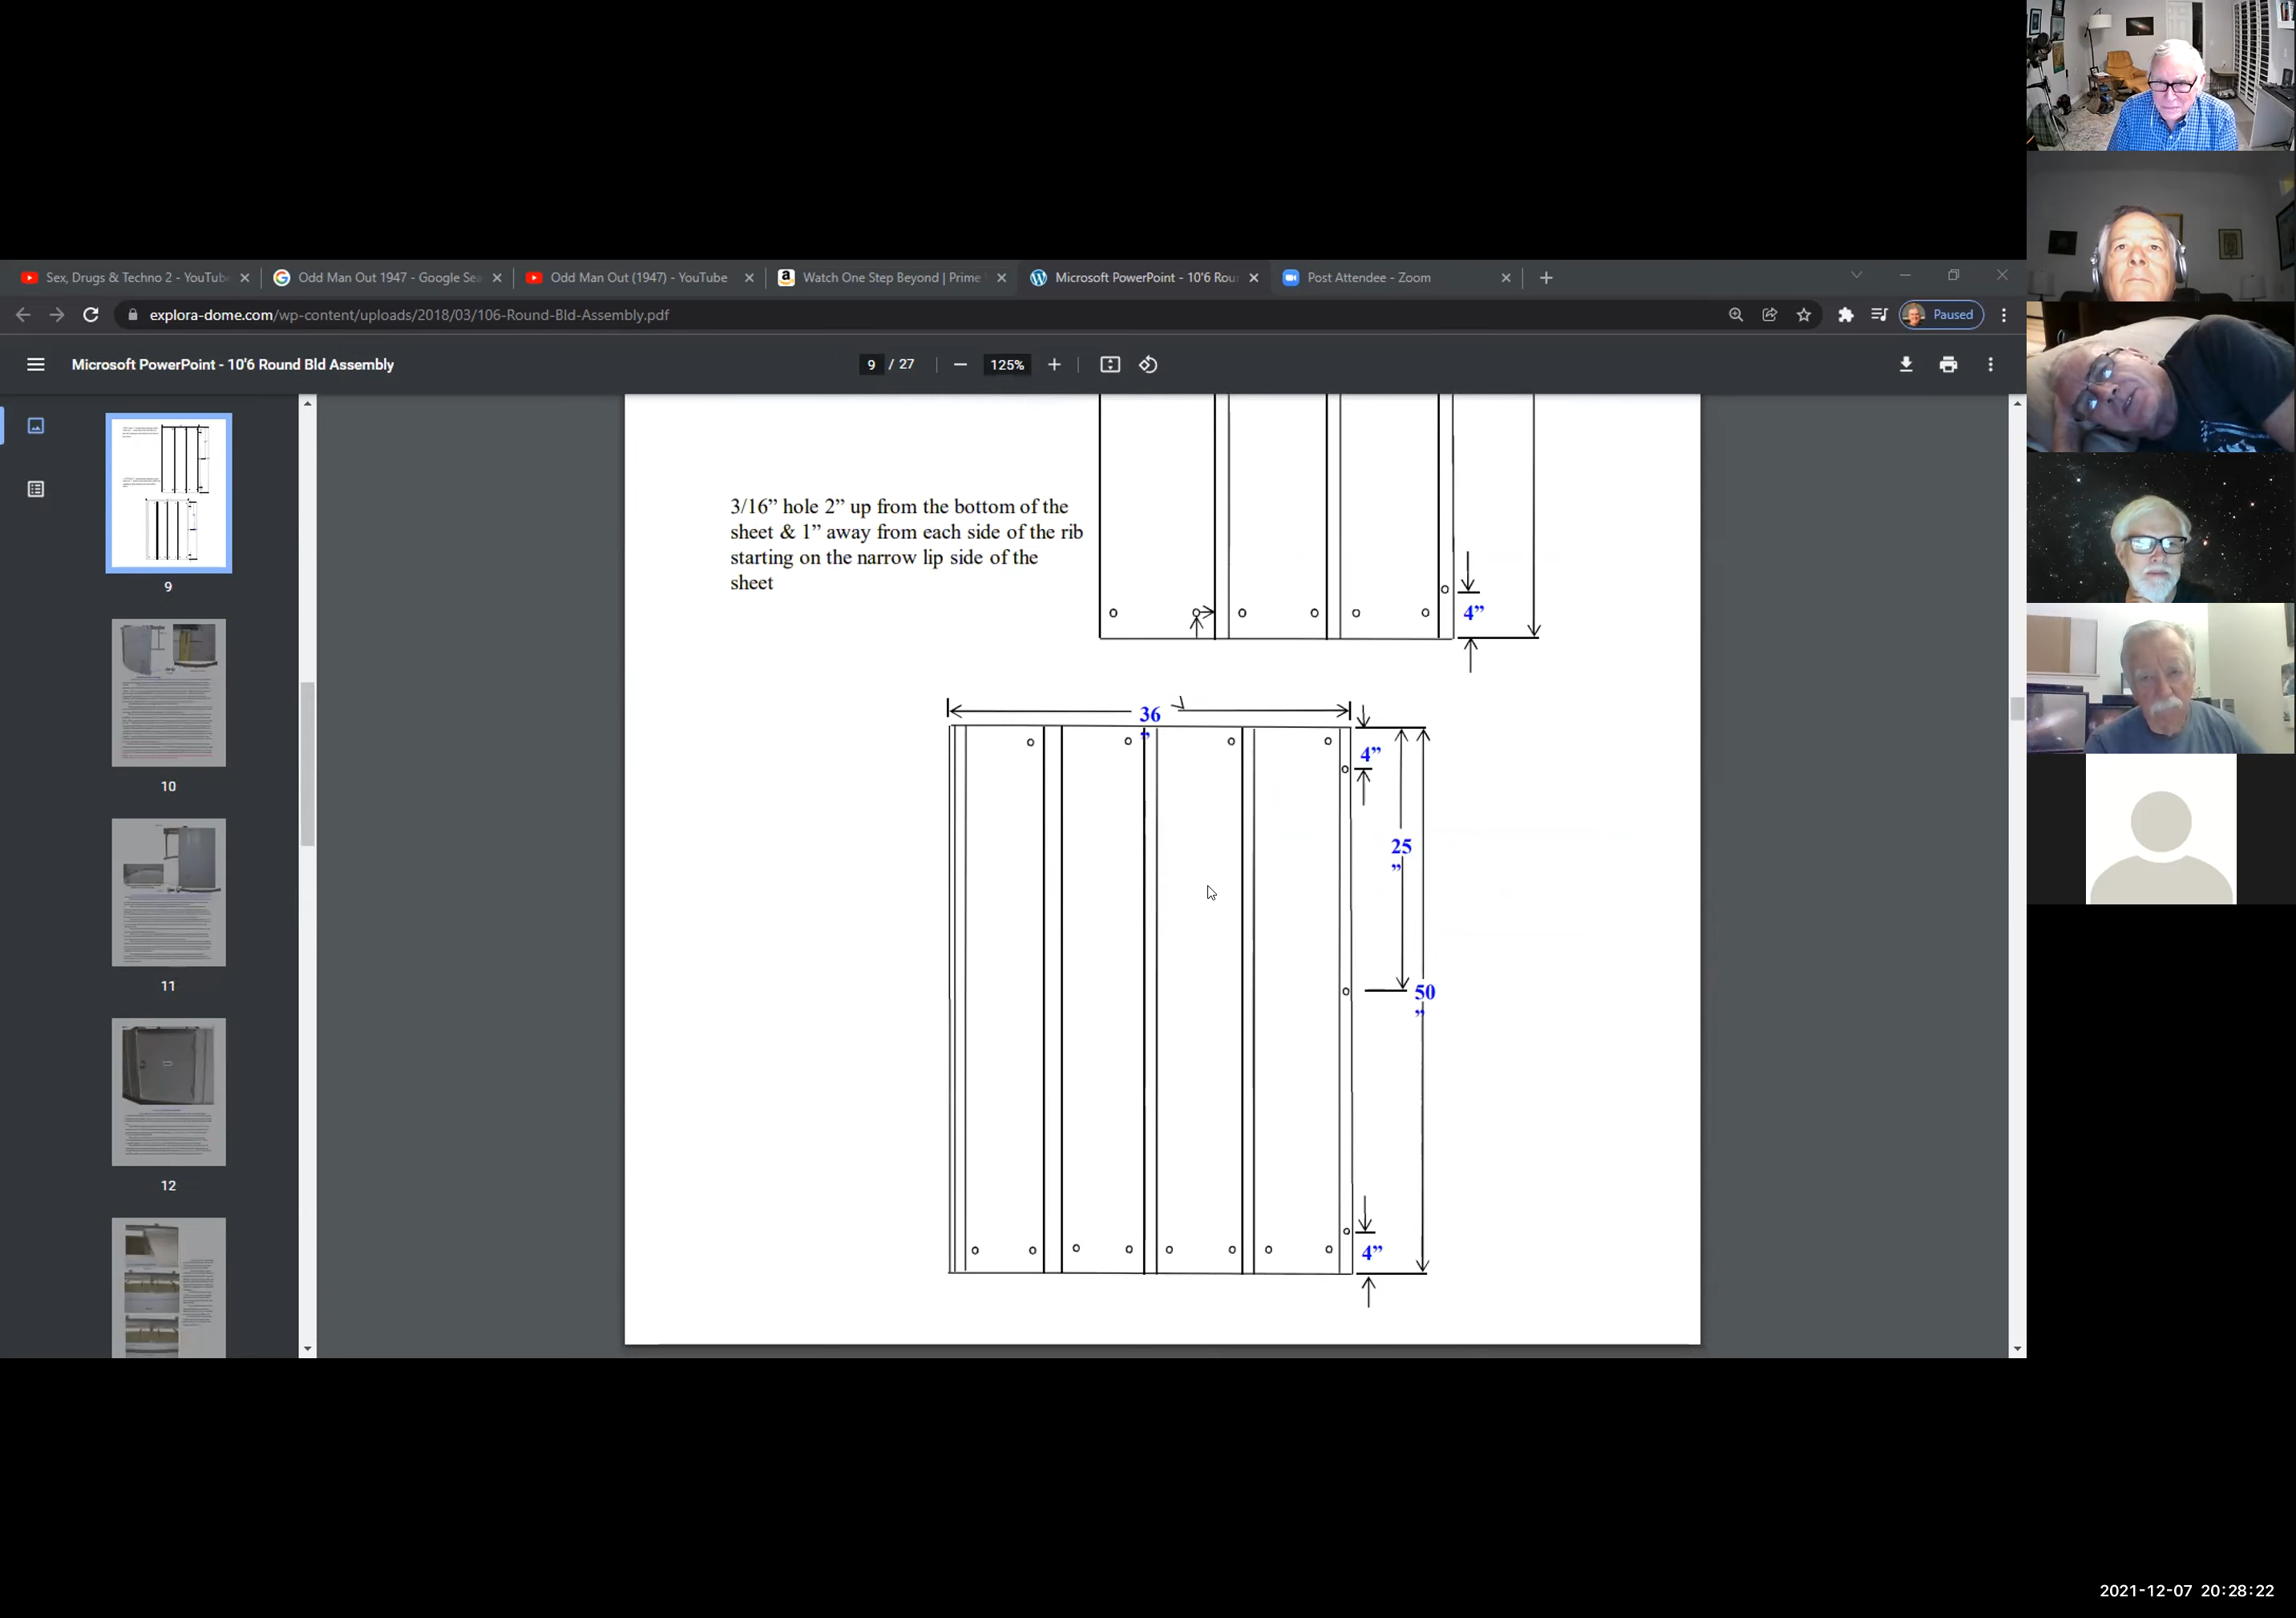 Sex, Drugs & Techno 2 - YouTube
Odd Man Out 1947 - Google Sea
Odd Man Out (1947) - YouTube
Watch One Step Beyond | Prime
Microsoft PowerPoint - 10'6 Rou
Post Attendee - Zoom
explora-dome.com/wp-content/uploads/2018/03/106-Round-Bld-Assembly.pdf
Paused
Microsoft PowerPoint - 10'6 Round Bld Assembly
9 / 27
125%
9
10
11
12
3/16” hole 2” up from the bottom of the
sheet & 1” away from each side of the rib
starting on the narrow lip side of the
sheet
4”
36
”
4”
25
”
50
”
4”
2021-12-07 20:28:22